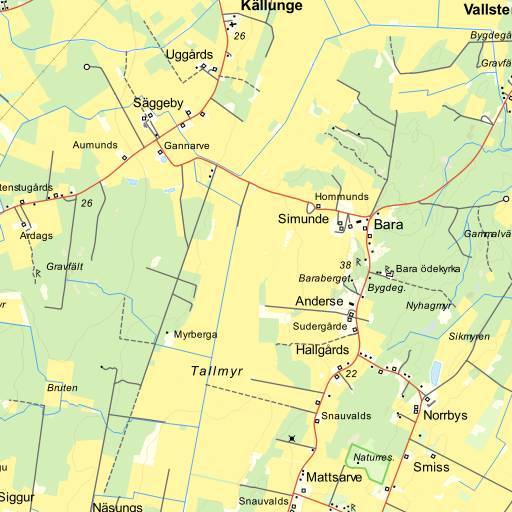 Källunge
Vallste
26
Bygdegå
Uggårds
Gravfält
Säggeby
Aumunds
Gannarve
tenstugårds
Hommunds
26
Simunde
Bara
Ardags
Gammalvä
Gravfält
38
Bara ödekyrka
Baraberget
Bygdeg.
yr
Anderse
Nyhagmyr
Sudergårde
Myrberga
Sikmyren
Hallgårds
Tallmyr
22
Bruten
Snauvalds
Norrbys
Naturres.
gu
Smiss
Mattsarve
Siggur
Snauvalds
Näsungs